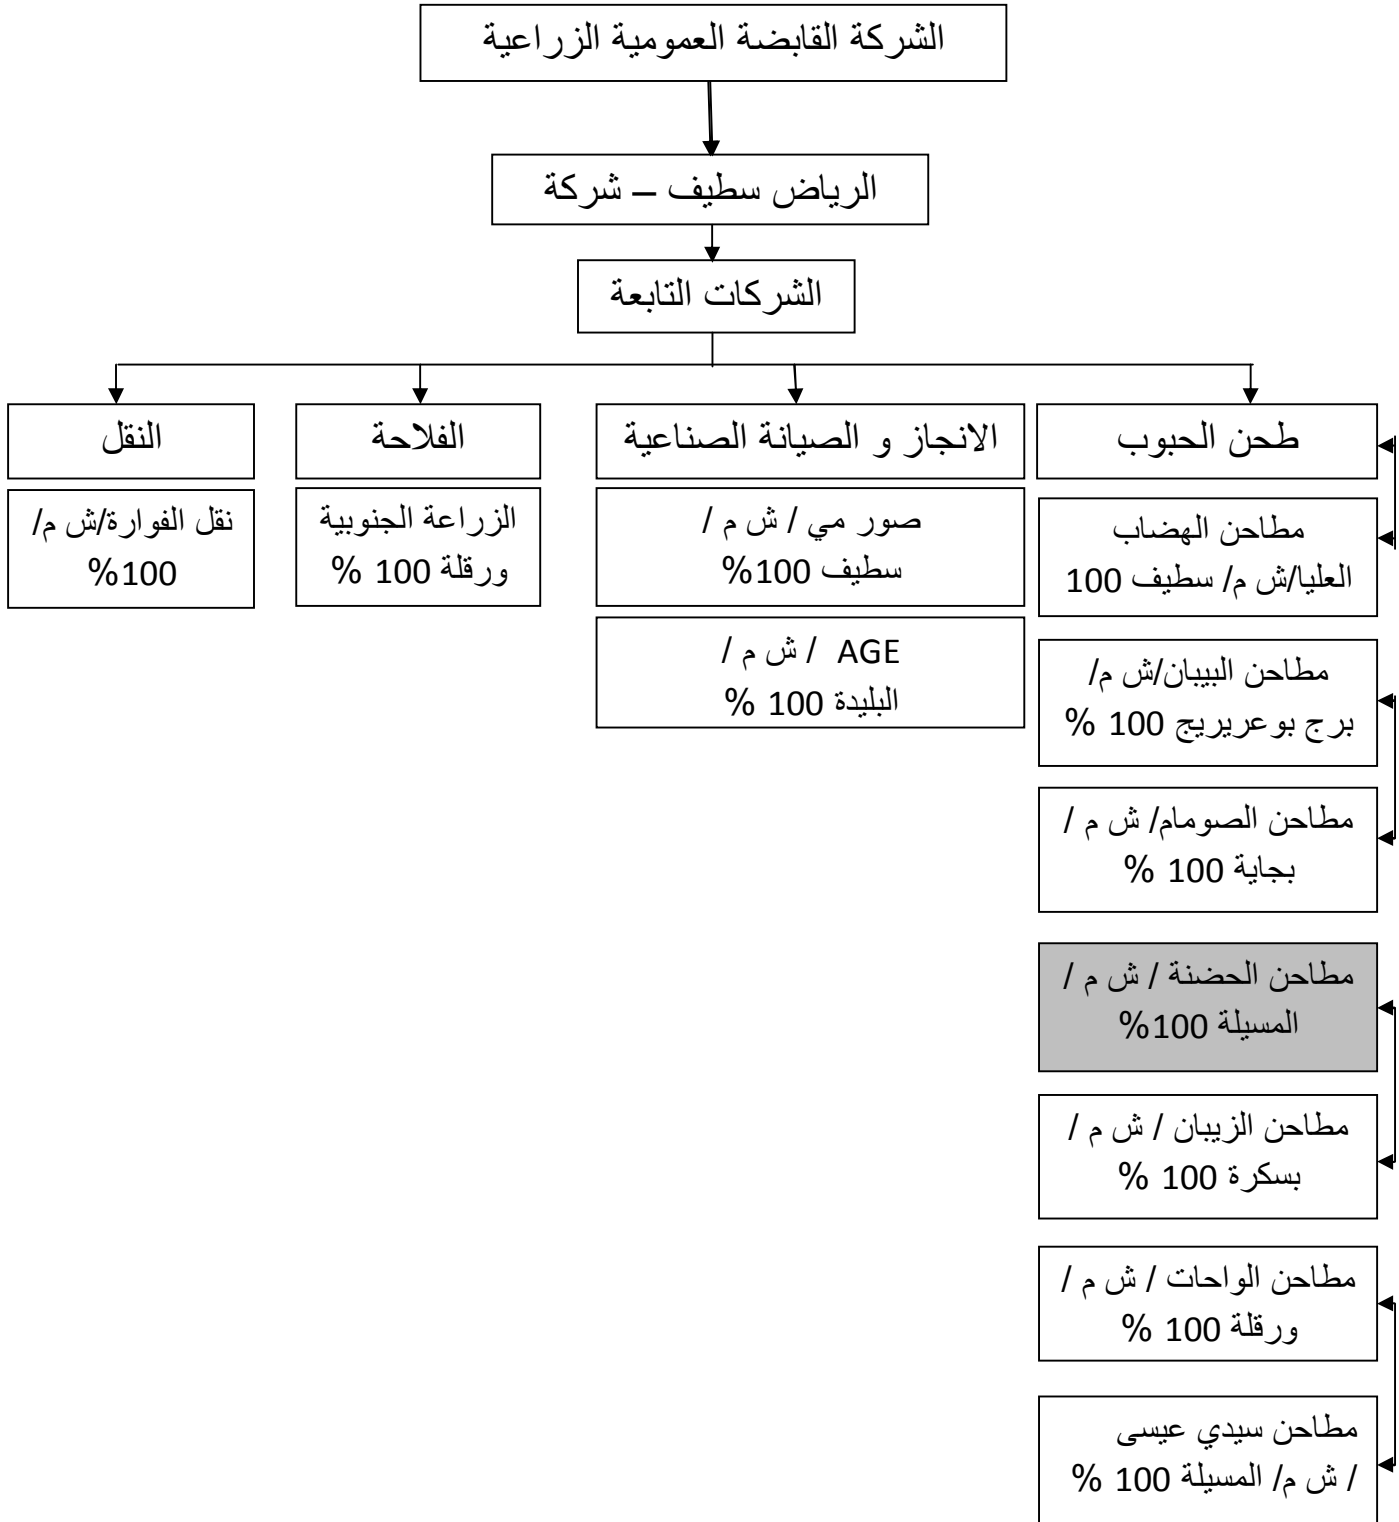 الشركة القابضة العمومية الزراعية
الرياض سطيف – شركة
الشركات التابعة
طحن الحبوب
الانجاز و الصيانة الصناعية
الفلاحة
النقل
مطاحن الهضاب
العليا/ش م/ سطيف 100
صور مي / ش م /
سطيف 100%
الزراعة الجنوبية
ورقلة 100 %
نقل الفوارة/ش م/
100%
مطاحن البيبان/ش م/
برج بوعريريج 100 %
AGE / ش م /
البليدة 100 %
مطاحن الصومام/ ش م /
بجاية 100 %
مطاحن الحضنة / ش م /
المسيلة 100%
مطاحن الزيبان / ش م /
بسكرة 100 %
مطاحن الواحات / ش م /
ورقلة 100 %
مطاحن سيدي عيسى
/ ش م/ المسيلة 100 %